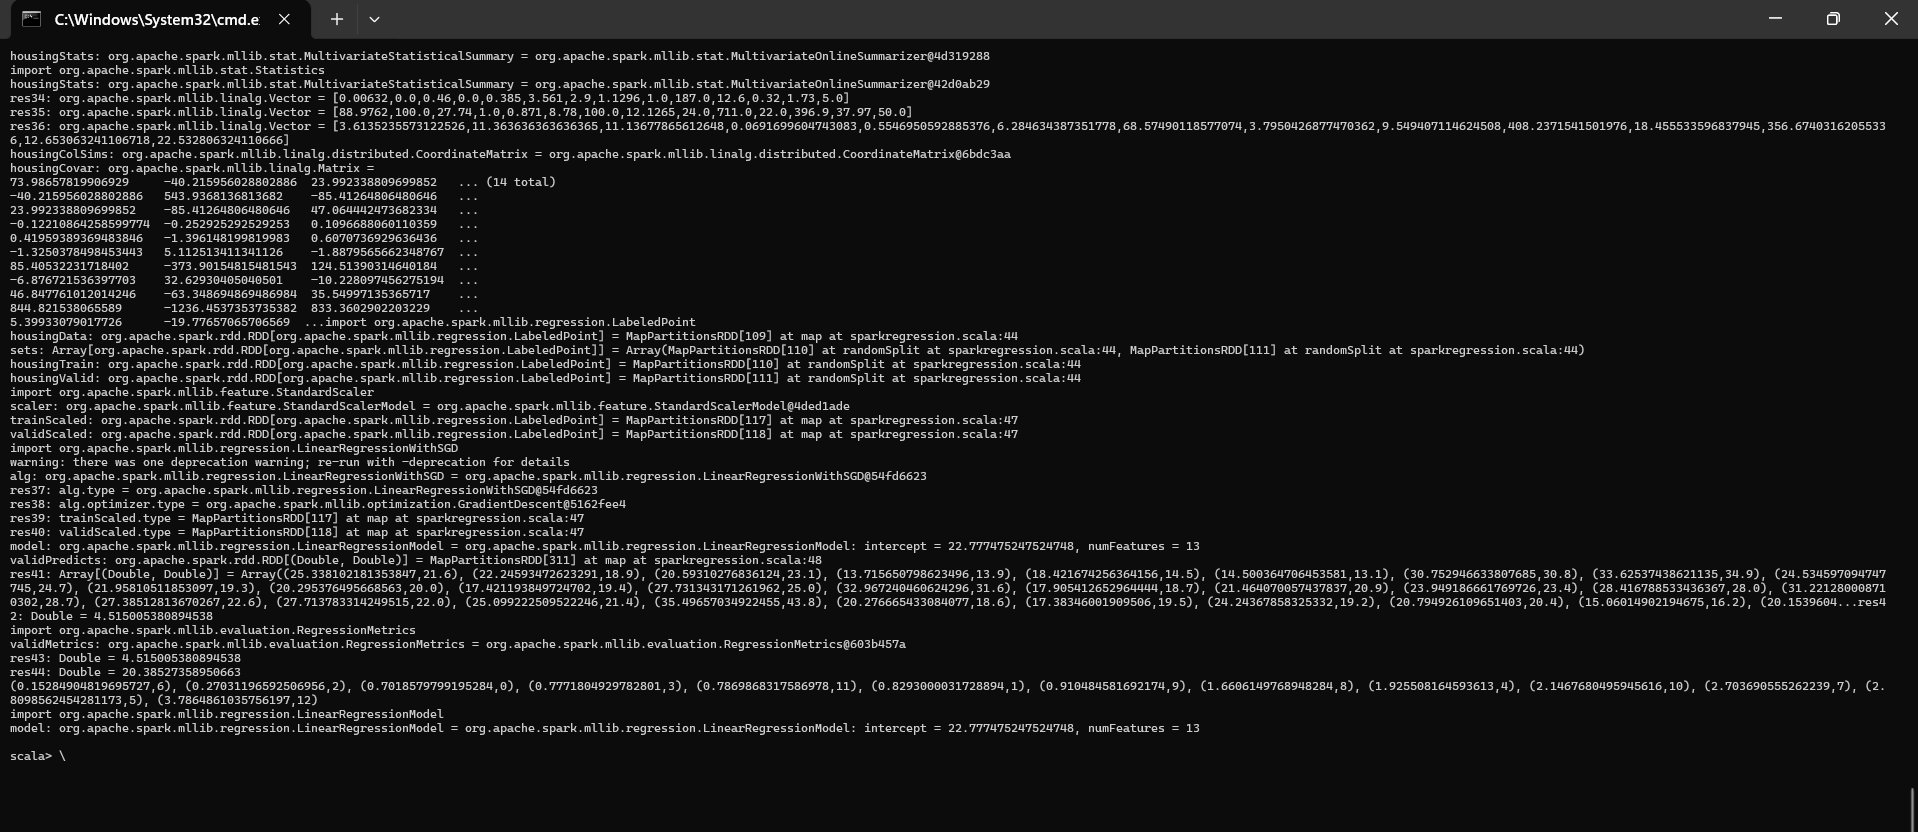 C:\Windows\System32\cmd.e
housingStats: org.apache.spark.mllib.stat.MultivariateStatisticalSummary = org.apache.spark.mllib.stat.MultivariateOnlineSummarizer@4d319288
import org.apache.spark.mllib.stat.Statistics
housingStats: org.apache.spark.mllib.stat.MultivariateStatisticalSummary = org.apache.spark.mllib.stat.MultivariateOnlineSummarizer@42d0ab29
res34: org.apache.spark.mllib.linalg.Vector = [0.00632,0.0,0.46,0.0,0.385,3.561,2.9,1.1296,1.0,187.0,12.6,0.32,1.73,5.0]
res35: org.apache.spark.mllib.linalg.Vector = [88.9762,100.0,27.74,1.0,0.871,8.78,100.0,12.1265,24.0,711.0,22.0,396.9,37.97,50.0]
res36: org.apache.spark.mllib.linalg.Vector = [3.6135235573122526,11.363636363636365,11.13677865612648,0.0691699604743083,0.5546950592885376,6.284634387351778,68.57490118577074,3.7950426877470362,9.549407114624508,408.2371541501976,18.455533596837945,356.6740316205533
6,12.653063241106718,22.532806324110666]
housingColSims: org.apache.spark.mllib.linalg.distributed.CoordinateMatrix = org.apache.spark.mllib.linalg.distributed.CoordinateMatrix@6bdc3aa
housingCovar: org.apache.spark.mllib.linalg.Matrix =
73.98657819906929     -40.215956028802886  23.992338809699852   ... (14 total)
-40.215956028802886   543.9368136813682    -85.41264806480646   ...
23.992338809699852    -85.41264806480646   47.064442473682334   ...
-0.12210864258599774  -0.252925292529253   0.1096688060110359   ...
0.41959389369483846   -1.396148199819983   0.6070736929636436   ...
-1.3250378498453443   5.112513411341126    -1.8879565662348767  ...
85.40532231718402     -373.90154815481543  124.51390314640184   ...
-6.876721536397703    32.62930405040501    -10.228097456275194  ...
46.847761012014246    -63.348694869486984  35.54997135365717    ...
844.821538065589      -1236.4537353735382  833.3602902203229    ...
5.39933079017726      -19.77657065706569  ...import org.apache.spark.mllib.regression.LabeledPoint
housingData: org.apache.spark.rdd.RDD[org.apache.spark.mllib.regression.LabeledPoint] = MapPartitionsRDD[109] at map at sparkregression.scala:44
sets: Array[org.apache.spark.rdd.RDD[org.apache.spark.mllib.regression.LabeledPoint]] = Array(MapPartitionsRDD[110] at randomSplit at sparkregression.scala:44, MapPartitionsRDD[111] at randomSplit at sparkregression.scala:44)
housingTrain: org.apache.spark.rdd.RDD[org.apache.spark.mllib.regression.LabeledPoint] = MapPartitionsRDD[110] at randomSplit at sparkregression.scala:44
housingValid: org.apache.spark.rdd.RDD[org.apache.spark.mllib.regression.LabeledPoint] = MapPartitionsRDD[111] at randomSplit at sparkregression.scala:44
import org.apache.spark.mllib.feature.StandardScaler
scaler: org.apache.spark.mllib.feature.StandardScalerModel = org.apache.spark.mllib.feature.StandardScalerModel@4ded1ade
trainScaled: org.apache.spark.rdd.RDD[org.apache.spark.mllib.regression.LabeledPoint] = MapPartitionsRDD[117] at map at sparkregression.scala:47
validScaled: org.apache.spark.rdd.RDD[org.apache.spark.mllib.regression.LabeledPoint] = MapPartitionsRDD[118] at map at sparkregression.scala:47
import org.apache.spark.mllib.regression.LinearRegressionWithSGD
warning: there was one deprecation warning; re-run with -deprecation for details
alg: org.apache.spark.mllib.regression.LinearRegressionWithSGD = org.apache.spark.mllib.regression.LinearRegressionWithSGD@54fd6623
res37: alg.type = org.apache.spark.mllib.regression.LinearRegressionWithSGD@54fd6623
res38: alg.optimizer.type = org.apache.spark.mllib.optimization.GradientDescent@5162fee4
res39: trainScaled.type = MapPartitionsRDD[117] at map at sparkregression.scala:47
res40: validScaled.type = MapPartitionsRDD[118] at map at sparkregression.scala:47
model: org.apache.spark.mllib.regression.LinearRegressionModel = org.apache.spark.mllib.regression.LinearRegressionModel: intercept = 22.777475247524748, numFeatures = 13
validPredicts: org.apache.spark.rdd.RDD[(Double, Double)] = MapPartitionsRDD[311] at map at sparkregression.scala:48
res41: Array[(Double, Double)] = Array((25.338102181353847,21.6), (22.24593472623291,18.9), (20.59310276836124,23.1), (13.715650798623496,13.9), (18.421674256364156,14.5), (14.500364706453581,13.1), (30.752946633807685,30.8), (33.62537438621135,34.9), (24.534597094747
745,24.7), (21.95810511853097,19.3), (20.295376495668563,20.0), (17.421193849724702,19.4), (27.731343171261962,25.0), (32.967240460624296,31.6), (17.905412652964444,18.7), (21.464070057437837,20.9), (23.949186661769726,23.4), (28.416788533436367,28.0), (31.22128000871
0302,28.7), (27.38512813670267,22.6), (27.713783314249515,22.0), (25.099222509522246,21.4), (35.49657034922455,43.8), (20.276665433084077,18.6), (17.38346001909506,19.5), (24.24367858325332,19.2), (20.794926109651403,20.4), (15.06014902194675,16.2), (20.1539604...res4
2: Double = 4.515005380894538
import org.apache.spark.mllib.evaluation.RegressionMetrics
validMetrics: org.apache.spark.mllib.evaluation.RegressionMetrics = org.apache.spark.mllib.evaluation.RegressionMetrics@603b457a
res43: Double = 4.515005380894538
res44: Double = 20.38527358950663
(0.15284904819695727,6), (0.27031196592506956,2), (0.7018579799195284,0), (0.7771804929782801,3), (0.7869868317586978,11), (0.8293000031728894,1), (0.910484581692174,9), (1.6606149768948284,8), (1.925508164593613,4), (2.1467680495945616,10), (2.703690555262239,7), (2.
8098562454281173,5), (3.7864861035756197,12)
import org.apache.spark.mllib.regression.LinearRegressionModel
model: org.apache.spark.mllib.regression.LinearRegressionModel = org.apache.spark.mllib.regression.LinearRegressionModel: intercept = 22.777475247524748, numFeatures = 13
scala> \